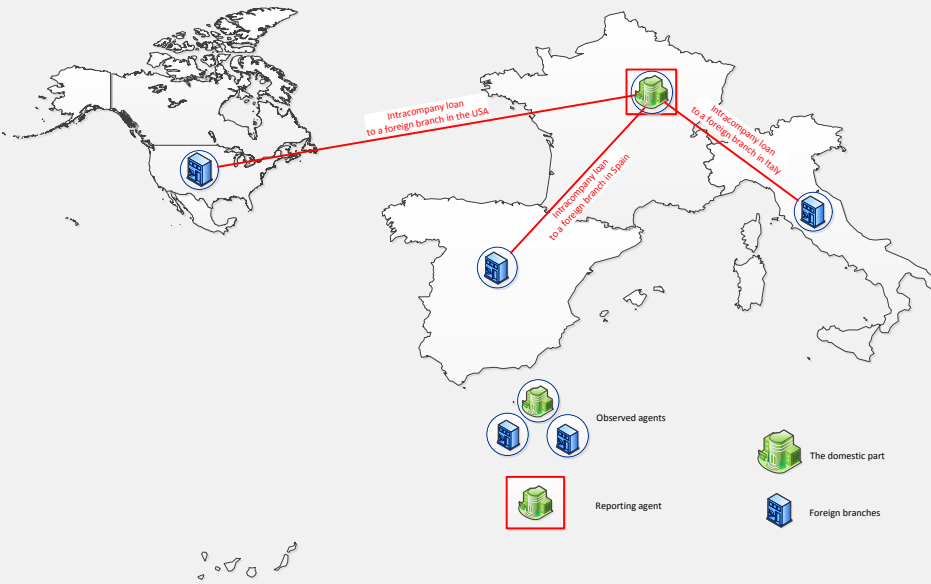 Intracompany loan
to a foreign branch in the USA
Intracompany loan
to a foreign branch in Italy
Intracompany loan
to a foreign branch in Spain
Observed agents
The domestic part
Reporting agent
Foreign branches